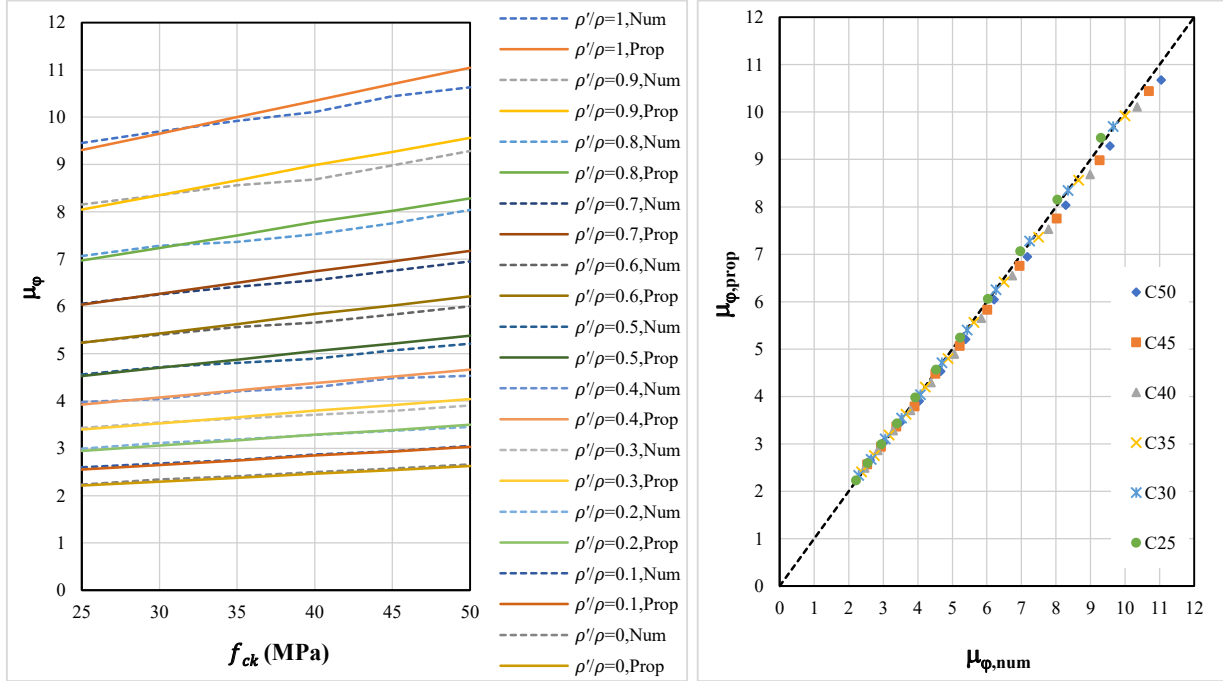 12
11
10
9
8
7
6
5
4
3
2
1
0
μφ
25 30 35 40 45 50
fck (MPa)
ρ′/ρ=1,Num
ρ′/ρ=1,Prop
ρ′/ρ=0.9,Num
ρ′/ρ=0.9,Prop
ρ′/ρ=0.8,Num
ρ′/ρ=0.8,Prop
ρ′/ρ=0.7,Num
ρ′/ρ=0.7,Prop
ρ′/ρ=0.6,Num
ρ′/ρ=0.6,Prop
ρ′/ρ=0.5,Num
ρ′/ρ=0.5,Prop
ρ′/ρ=0.4,Num
ρ′/ρ=0.4,Prop
ρ′/ρ=0.3,Num
ρ′/ρ=0.3,Prop
ρ′/ρ=0.2,Num
ρ′/ρ=0.2,Prop
ρ′/ρ=0.1,Num
ρ′/ρ=0.1,Prop
ρ′/ρ=0,Num
ρ′/ρ=0,Prop
12
11
10
9
8
7
6
5
4
3
2
1
0
μφ,prop
0 1 2 3 4 5 6 7 8 9 10 11 12
μφ,num
C50
C45
C40
C35
C30
C25